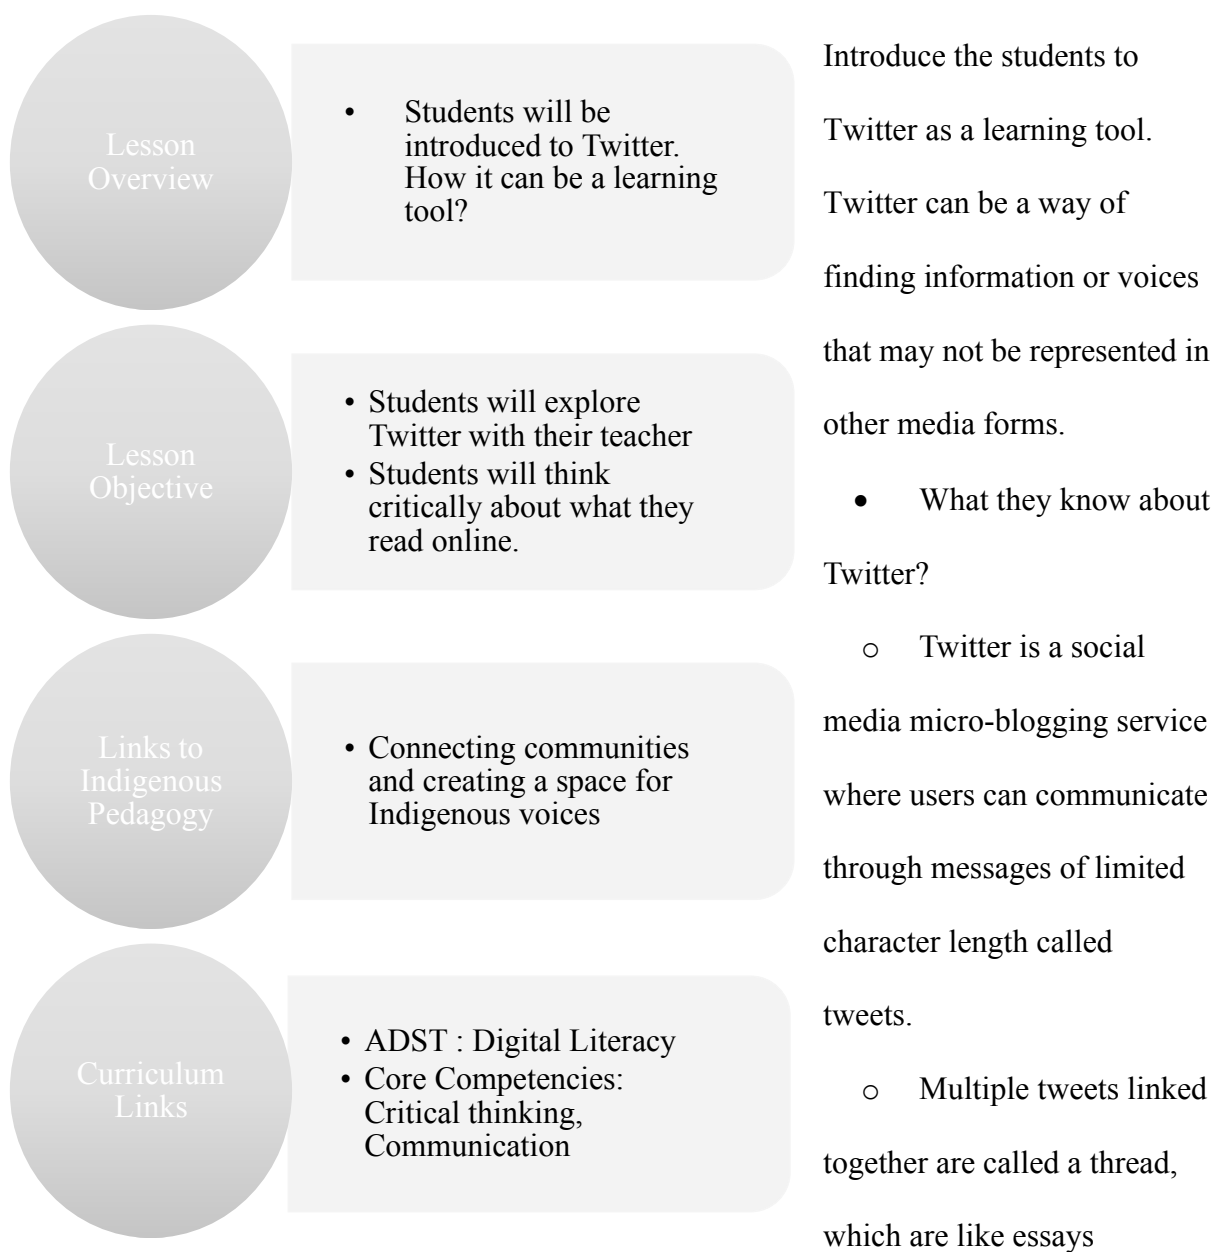 Lesson
Overview
• Students will be
introduced to Twitter.
How it can be a learning
tool?
Lesson
Objective
• Students will explore
Twitter with their teacher
• Students will think
critically about what they
read online.
Links to
Indigenous
Pedagogy
• Connecting communities
and creating a space for
Indigenous voices
Curriculum
Links
• ADST : Digital Literacy
• Core Competencies:
Critical thinking,
Communication
Introduce the students to
Twitter as a learning tool.
Twitter can be a way of
finding information or voices
that may not be represented in
other media forms.
• What they know about
Twitter?
o Twitter is a social
media micro-blogging service
where users can communicate
through messages of limited
character length called
tweets.
o Multiple tweets linked
together are called a thread,
which are like essays